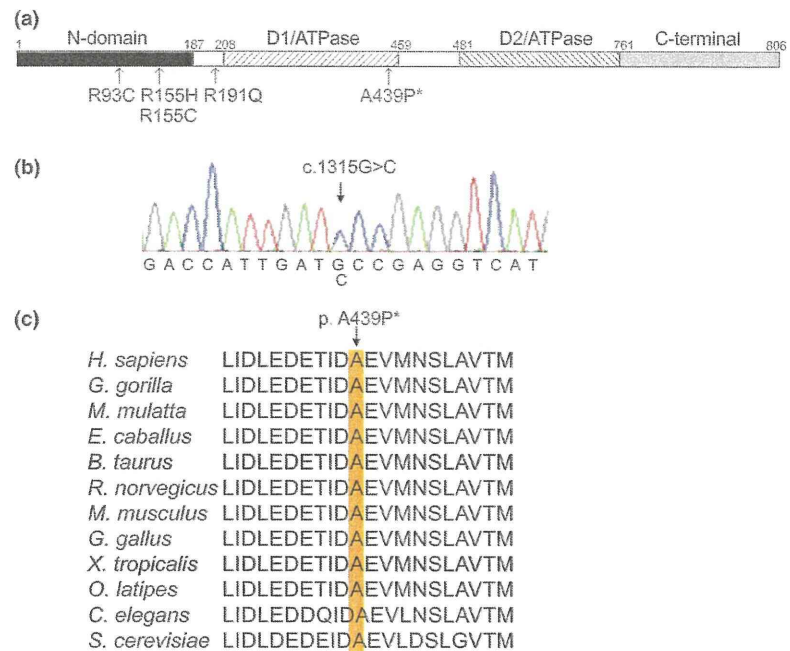 (a)
N-domain D1/ATPase D2/ATPase C-terminal
1 187 208 459 481 761 806
R93C R155H R191Q A439P*
R155C
(b)
c.1315G>C
G A C C A T T G A T G C C G A G G T C A T
C
(c)
p. A439P*
H. sapiens LIDLEDETIDAEVMNSLAVTM
G. gorilla LIDLEDETIDAEVMNSLAVTM
M. mulatta LIDLEDETIDAEVMNSLAVTM
E. caballus LIDLEDETIDAEVMNSLAVTM
B. taurus LIDLEDETIDAEVMNSLAVTM
R. norvegicus LIDLEDETIDAEVMNSLAVTM
M. musculus LIDLEDETIDAEVMNSLAVTM
G. gallus LIDLEDETIDAEVMNSLAVTM
X. tropicalis LIDLEDETIDAEVMNSLAVTM
O. latipes LIDLEDETIDAEVMNSLAVTM
C. elegans LIDLEDDQIDAEVLNSLAVTM
S. cerevisiae LIDLDEDEIDAEVLDSLGVTM